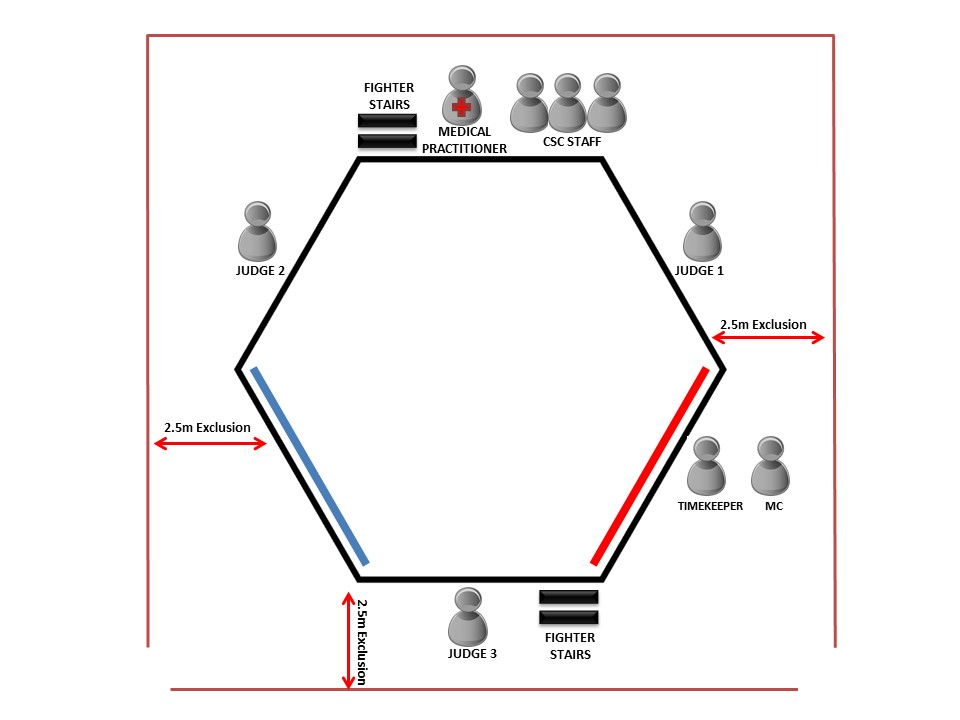 FIGHTER
STAIRS
MEDICAL
PRACTITIONER
CSC STAFF
JUDGE 2
JUDGE 1
2.5m Exclusion
2.5m Exclusion
TIMEKEEPER
MC
2.5m Exclusion
JUDGE 3
FIGHTER
STAIRS